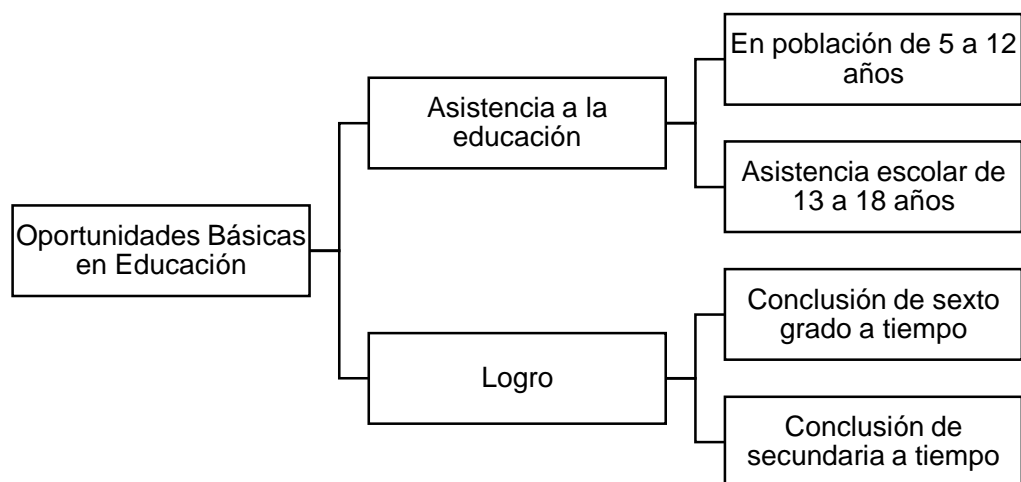 Oportunidades Básicas
en Educación
Asistencia a la
educación
En población de 5 a 12
años
Asistencia escolar de
13 a 18 años
Logro
Conclusión de sexto
grado a tiempo
Conclusión de
secundaria a tiempo